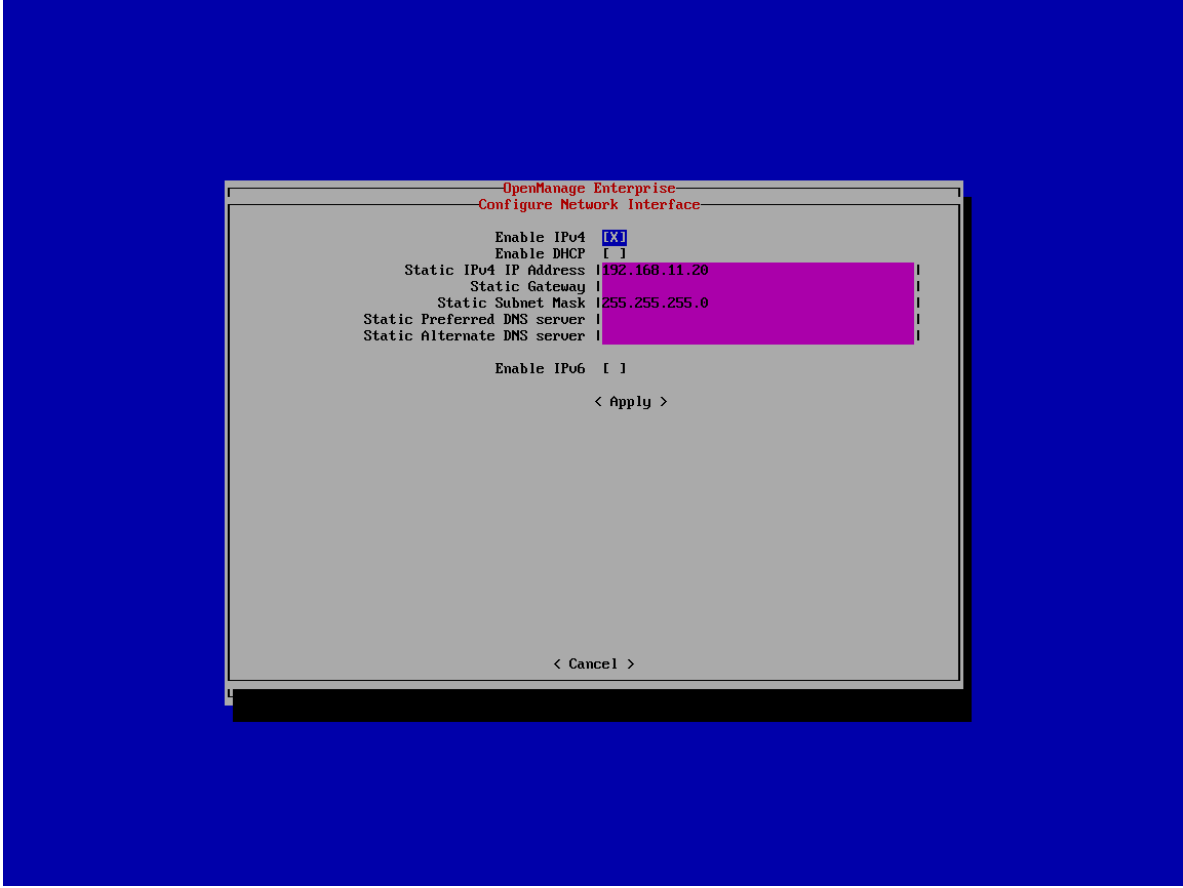 OpenManage Enterprise
Configure Network Interface
Enable IPv4 [X]
Enable DHCP [ ]
Static IPv4 IP Address |192.168.11.20 |
Static Gateway | |
Static Subnet Mask |255.255.255.0 |
Static Preferred DNS server | |
Static Alternate DNS server | |
Enable IPv6 [ ]
< Apply >
< Cancel >